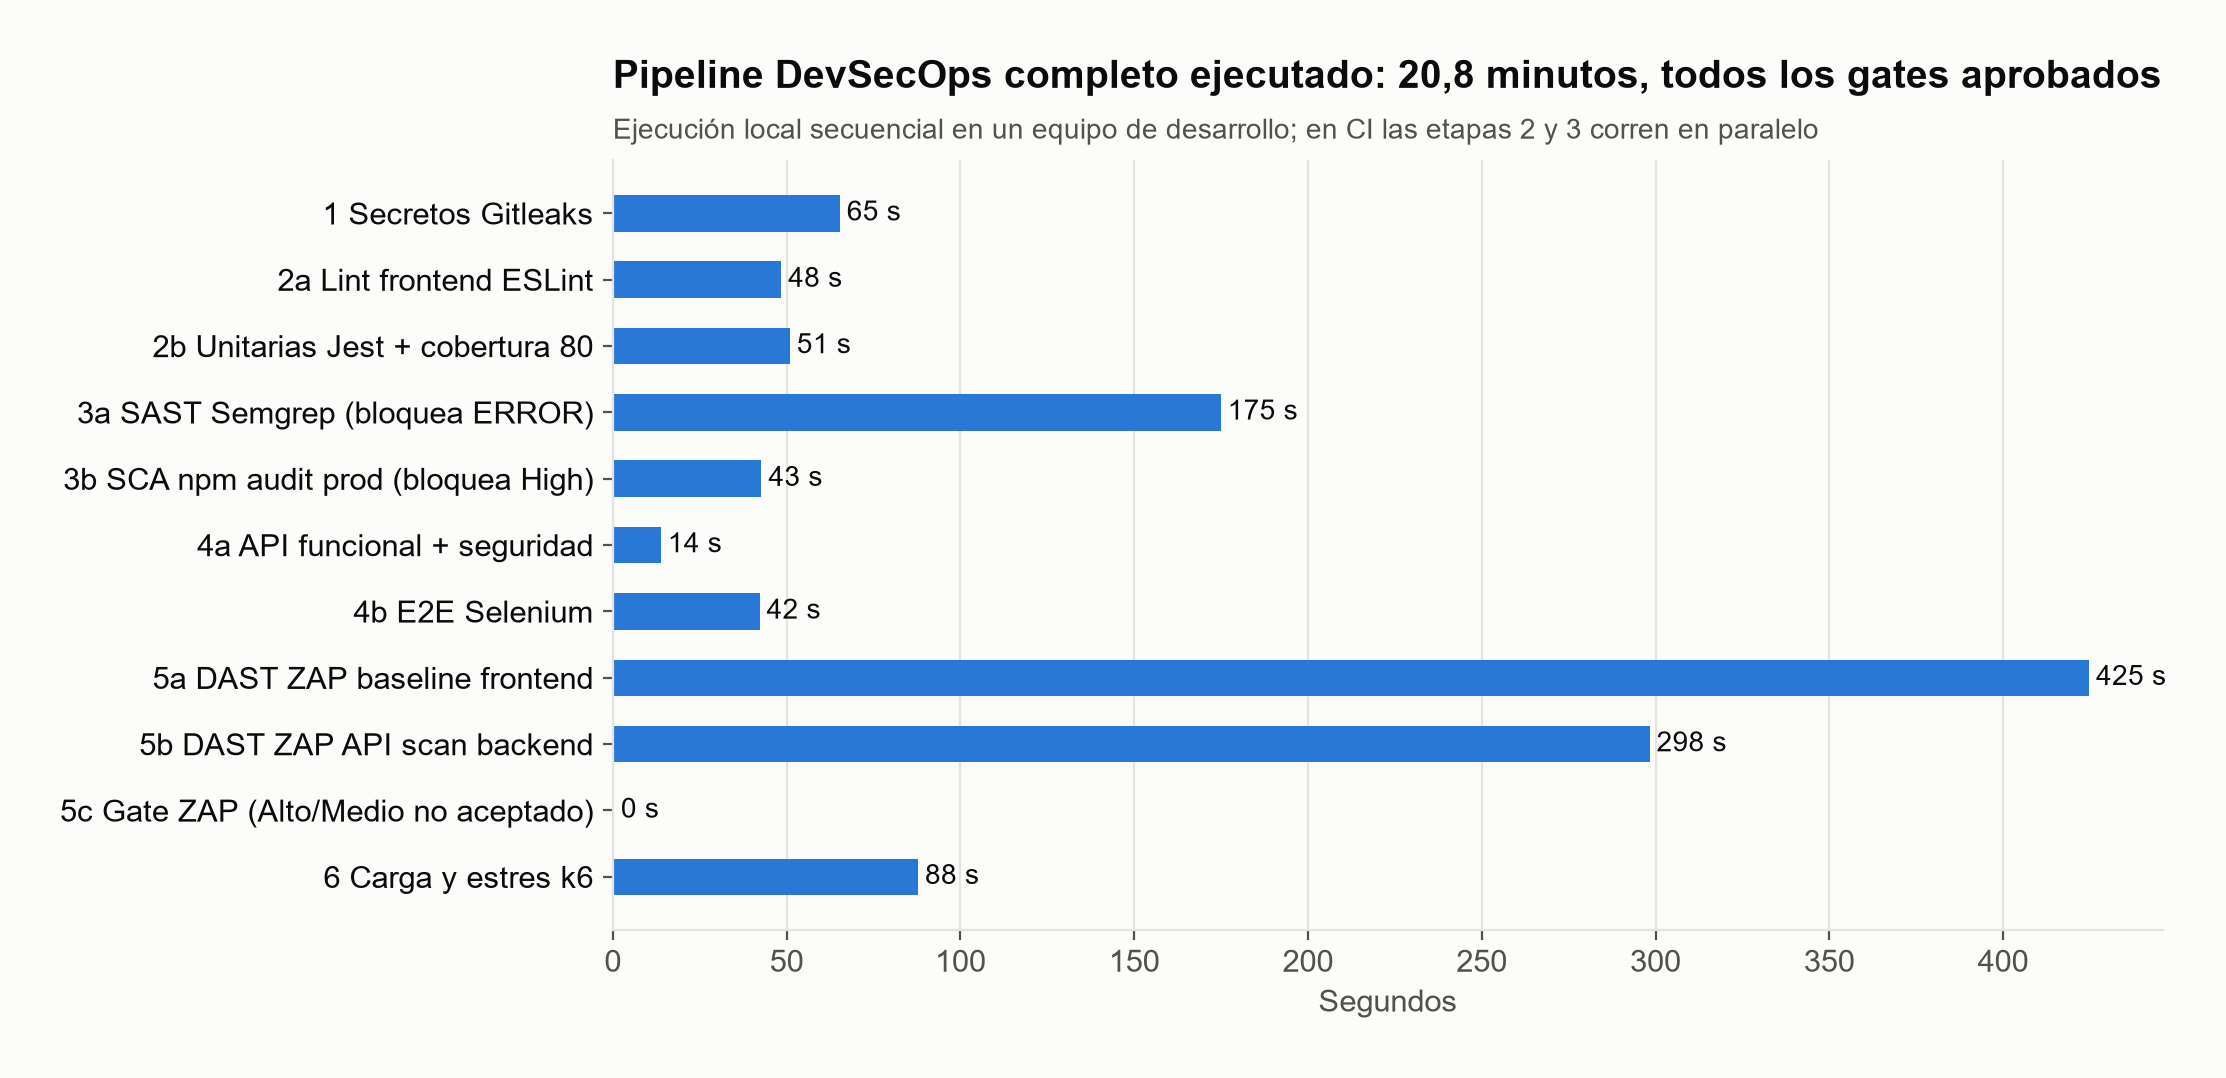 Pipeline DevSecOps completo ejecutado: 20,8 minutos, todos los gates aprobados
Ejecución local secuencial en un equipo de desarrollo; en CI las etapas 2 y 3 corren en paralelo
1 Secretos Gitleaks 65 s
2a Lint frontend ESLint 48 s
2b Unitarias Jest + cobertura 80 51 s
3a SAST Semgrep (bloquea ERROR) 175 s
3b SCA npm audit prod (bloquea High) 43 s
4a API funcional + seguridad 14 s
4b E2E Selenium 42 s
5a DAST ZAP baseline frontend 425 s
5b DAST ZAP API scan backend 298 s
5c Gate ZAP (Alto/Medio no aceptado) 0 s
6 Carga y estres k6 88 s
0 50 100 150 200 250 300 350 400
Segundos